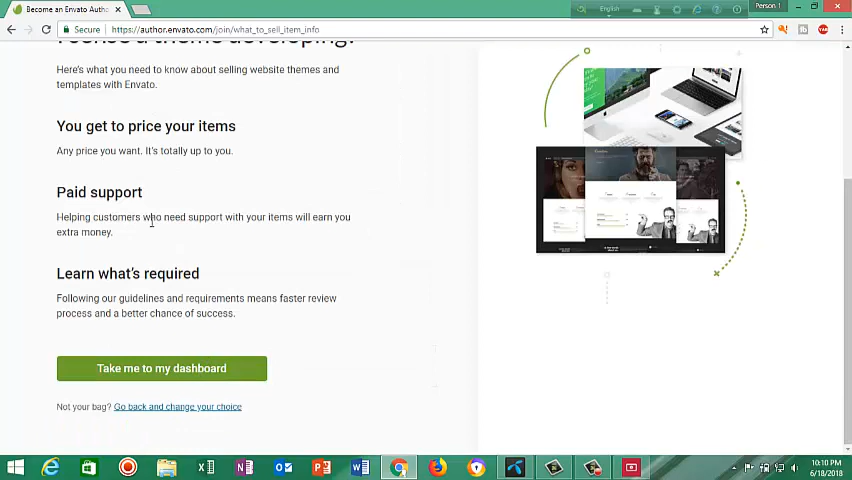 Become an Envato Autho
Person 1
English
Secure
https://author.envato.com/join/what_to_sell_item_info
Here's what you need to know about selling website themes and
templates with Envato.
You get to price your items
Any price you want. It's totally up to you.
Paid support
Helping customers who need support with your items will earn you
extra money.
Learn what's required
Following our guidelines and requirements means faster review
process and a better chance of success.
Take me to my dashboard
Not your bag? Go back and change your choice
10:10 PM
6/18/2018